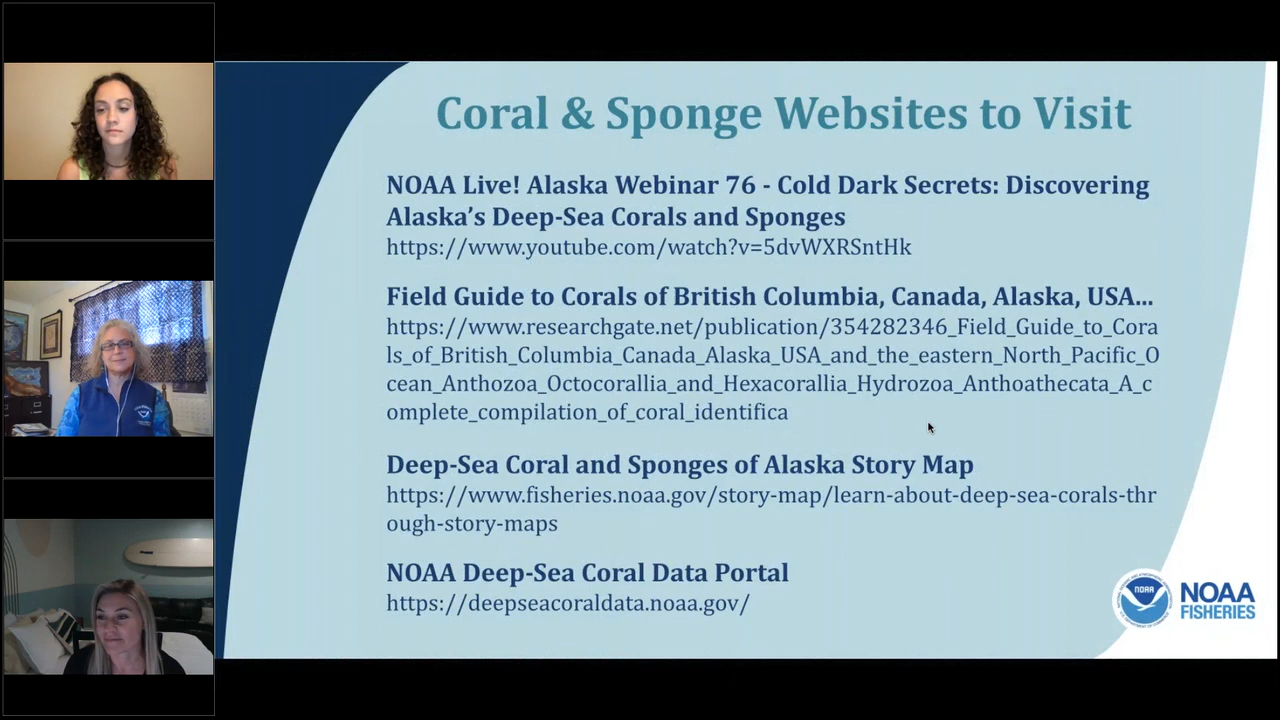 Coral & Sponge Websites to Visit
NOAA Live! Alaska Webinar 76 - Cold Dark Secrets: Discovering
Alaska's Deep-Sea Corals and Sponges
https://www.youtube.com/watch?v=5dvWXRSntHk
Field Guide to Corals of British Columbia, Canada, Alaska, USA...
https://www.researchgate.net/publication/354282346_Field_Guide_to_Cora
ls_of_British_Columbia_Canada_Alaska_USA_and_the_eastern_North_Pacific_O
cean_Anthozoa_Octocorallia_and_Hexacorallia_Hydrozoa_Anthoathecata_A_c
omplete_compilation_of_coral_identifica
Deep-Sea Coral and Sponges of Alaska Story Map
https://www.fisheries.noaa.gov/story-map/learn-about-deep-sea-corals-thr
ough-story-maps
NOAA Deep-Sea Coral Data Portal
https://deepseacoraldata.noaa.gov/
NOAA
NOAA
FISHERIES